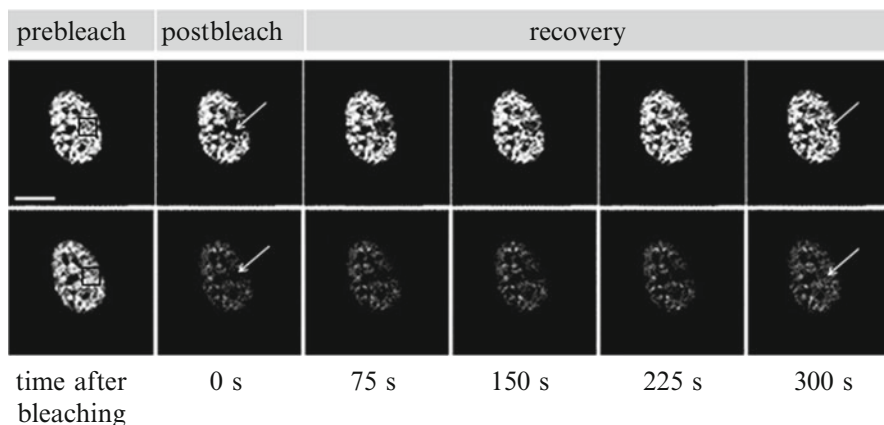 prebleach postbleach recovery
time after 0 s 75 s 150 s 225 s 300 s
bleaching